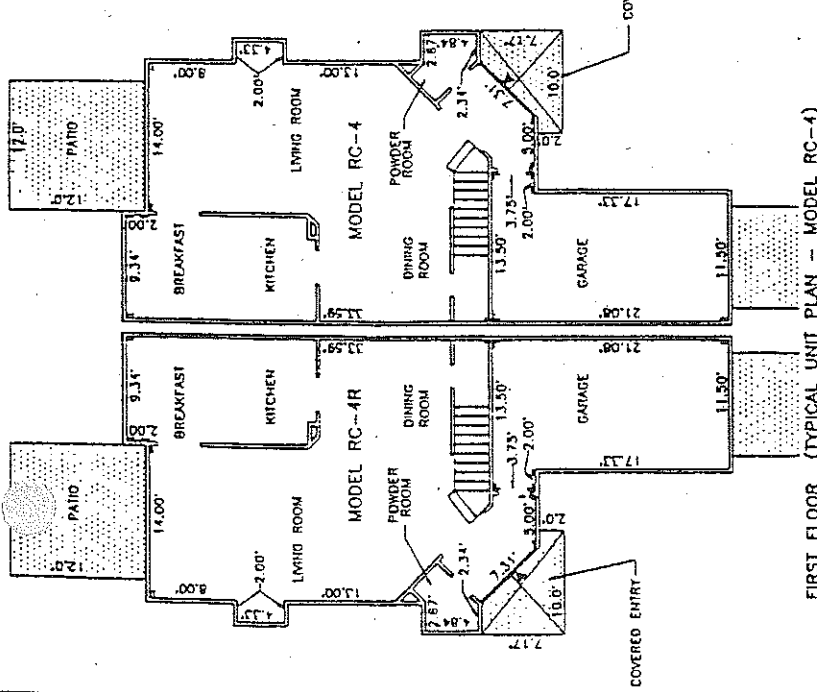 12.0'
PATIO
12.0'
14.00'
2.00'
9.34'
BREAKFAST
KITCHEN
8.00'
2.00'
4.33'
LIVING ROOM
13.00'
33.59'
MODEL RC-4R
POWDER
ROOM
DINING
ROOM
2.67'
4.84'
2.34'
7.31'
13.50'
3.75'
2.00'
5.00'
2.0'
10.0'
7.17'
COVERED ENTRY
17.33'
GARAGE
21.08'
11.50'
12.0'
PATIO
14.00'
2.00'
9.34'
BREAKFAST
KITCHEN
8.00'
2.00'
4.33'
LIVING ROOM
13.00'
33.59'
MODEL RC-4
POWDER
ROOM
DINING
ROOM
2.67'
4.84'
2.34'
7.31'
13.50'
3.75'
2.00'
5.00'
2.0'
10.0'
7.17'
COV
17.33'
GARAGE
21.08'
11.50'
FIRST FLOOR (TYPICAL UNIT PLAN - MODEL RC-4)